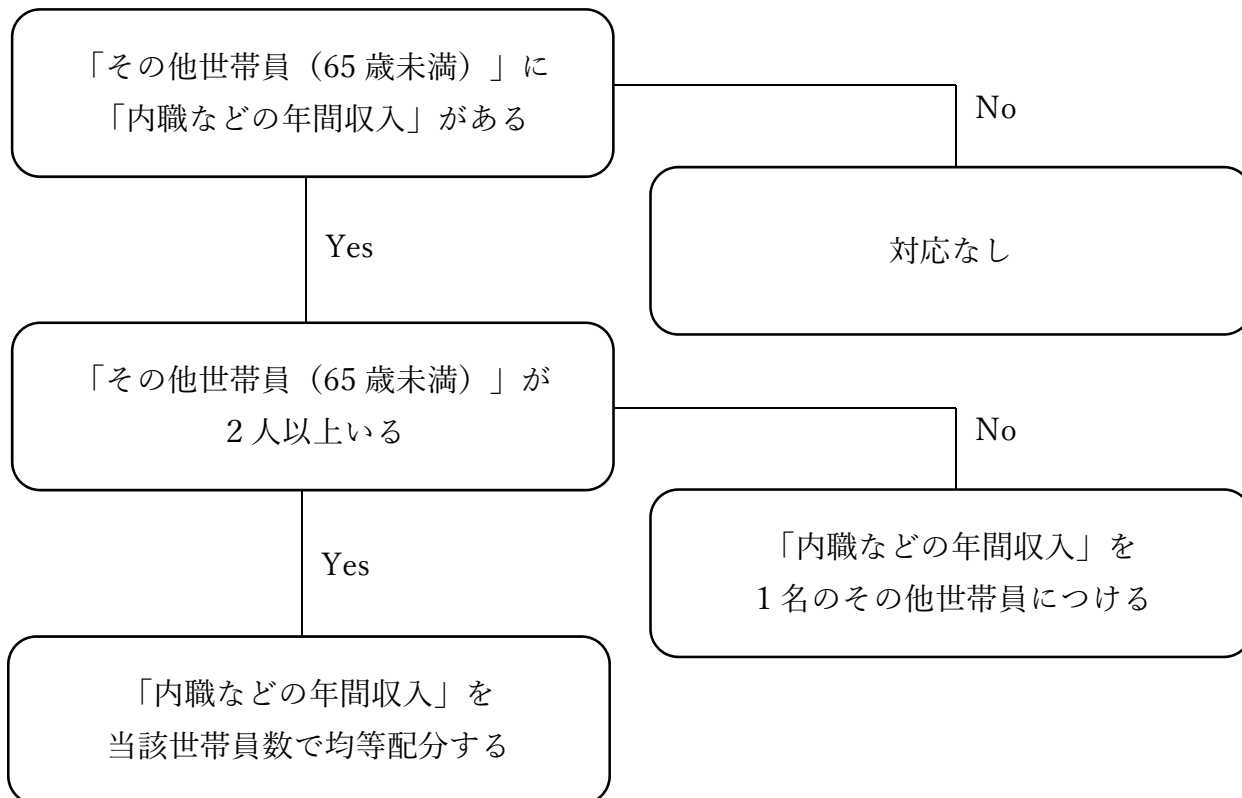 「その他世帯員（65 歳未満）」に
「内職などの年間収入」がある
No
対応なし
Yes
「その他世帯員（65 歳未満）」が
２人以上いる
No
「内職などの年間収入」を
１名のその他世帯員につける
Yes
「内職などの年間収入」を
当該世帯員数で均等配分する